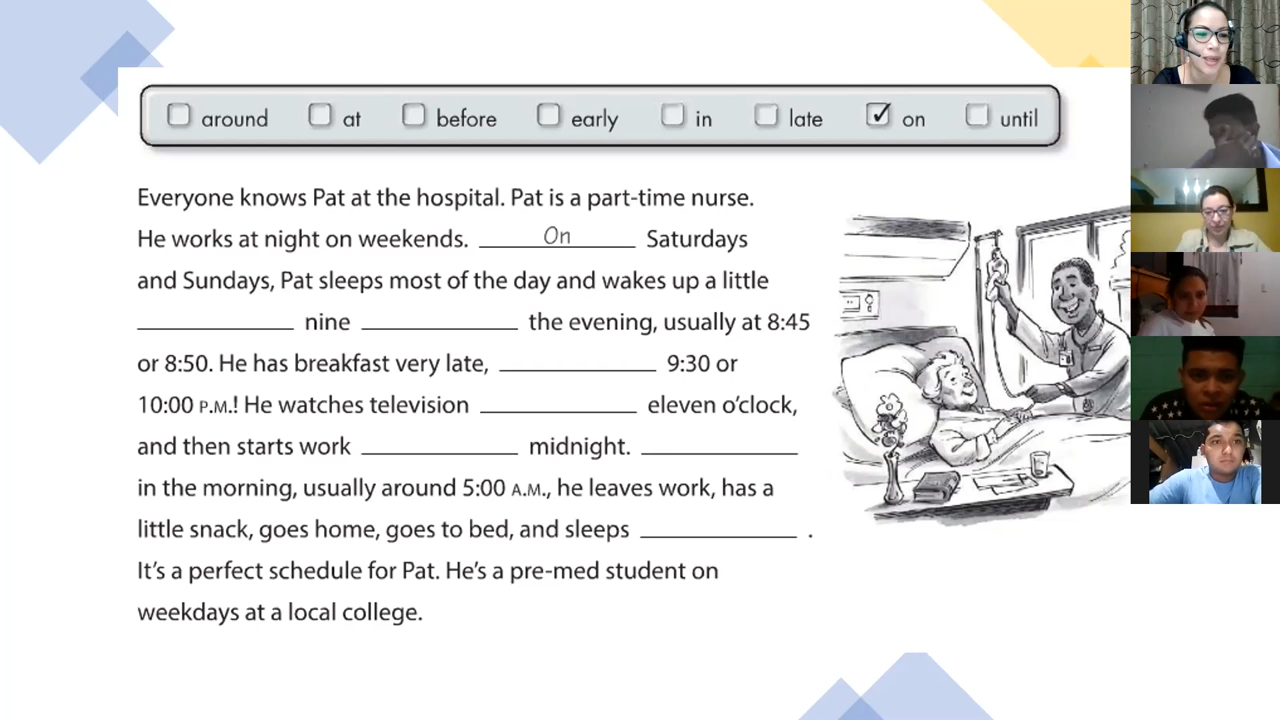 around at before early in late on until
Everyone knows Pat at the hospital. Pat is a part-time nurse.
He works at night on weekends. On Saturdays
and Sundays, Pat sleeps most of the day and wakes up a little
nine the evening, usually at 8:45
or 8:50. He has breakfast very late, 9:30 or
10:00 P.M.! He watches television eleven o'clock,
and then starts work midnight.
in the morning, usually around 5:00 A.M., he leaves work, has a
little snack, goes home, goes to bed, and sleeps .
It's a perfect schedule for Pat. He's a pre-med student on
weekdays at a local college.